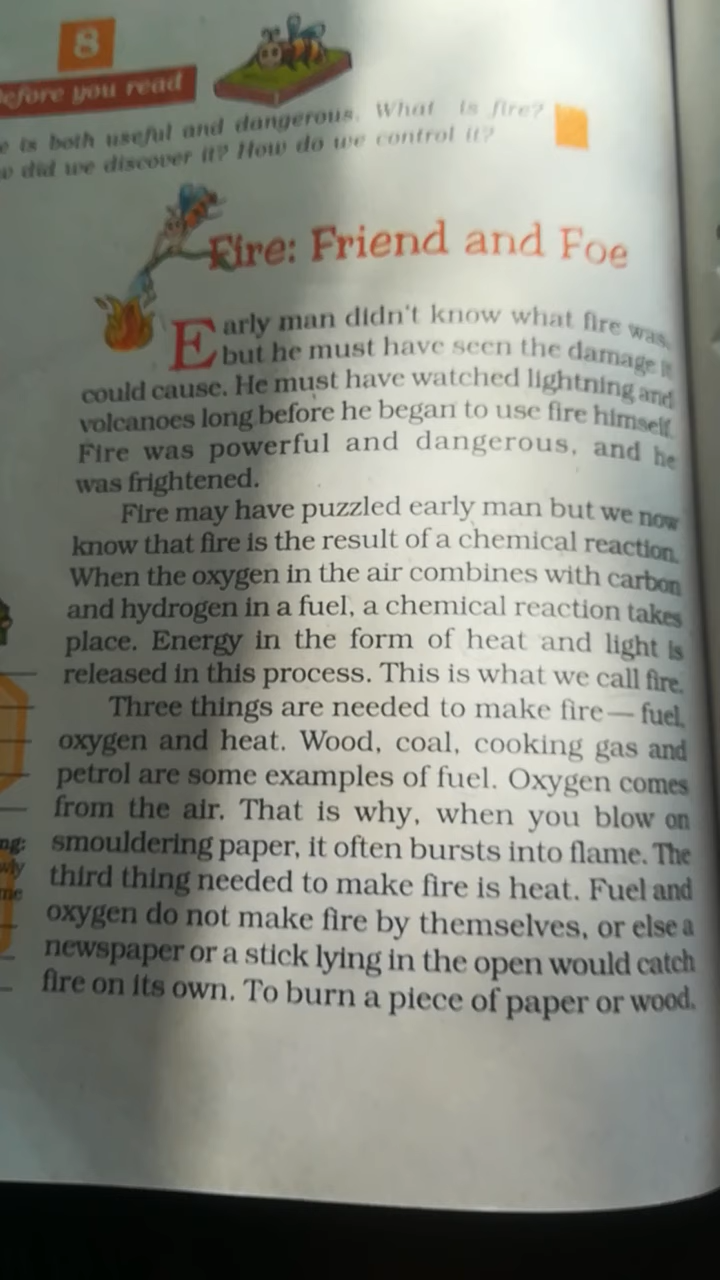 8
efore you read
e is both useful and dangerous. What is fire?
w did we discover it? How do we control it?
Fire: Friend and Foe
Early man didn't know what fire was,
but he must have seen the damage it
could cause. He must have watched lightning and
volcanoes long before he began to use fire himself.
Fire was powerful and dangerous, and he
was frightened.
Fire may have puzzled early man but we now
know that fire is the result of a chemical reaction.
When the oxygen in the air combines with carbon
and hydrogen in a fuel, a chemical reaction takes
place. Energy in the form of heat and light is
released in this process. This is what we call fire.
Three things are needed to make fire — fuel,
oxygen and heat. Wood, coal, cooking gas and
petrol are some examples of fuel. Oxygen comes
from the air. That is why, when you blow on
smouldering paper, it often bursts into flame. The
third thing needed to make fire is heat. Fuel and
oxygen do not make fire by themselves, or else a
newspaper or a stick lying in the open would catch
fire on its own. To burn a piece of paper or wood,
ng:
wly
me